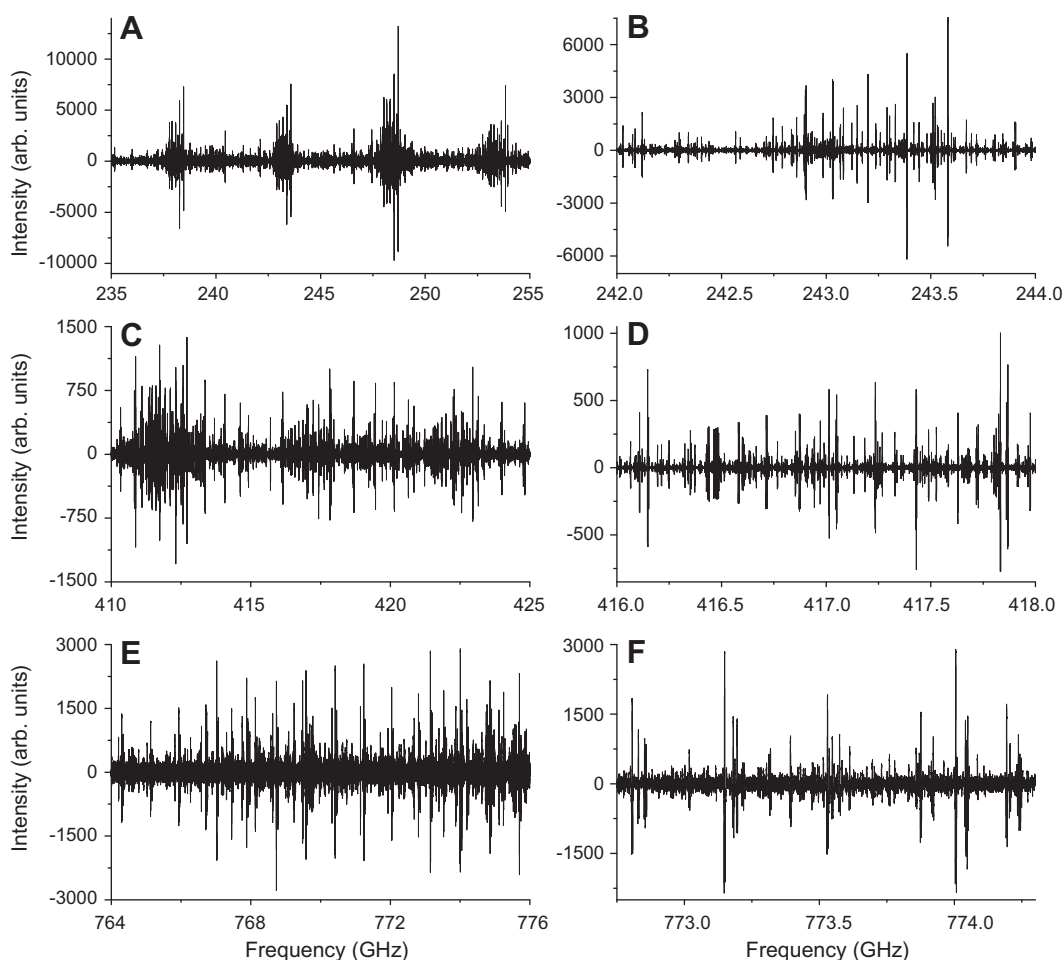 A
B
Intensity (arb. units)
10000
5000
0
-5000
-10000
235 240 245 250 255
6000
3000
0
-3000
-6000
242.0 242.5 243.0 243.5 244.0
C
D
Intensity (arb. units)
1500
750
0
-750
-1500
410 415 420 425
1000
500
0
-500
416.0 416.5 417.0 417.5 418.0
E
F
Intensity (arb. units)
3000
1500
0
-1500
-3000
764 768 772 776
Frequency (GHz)
3000
1500
0
-1500
773.0 773.5 774.0
Frequency (GHz)